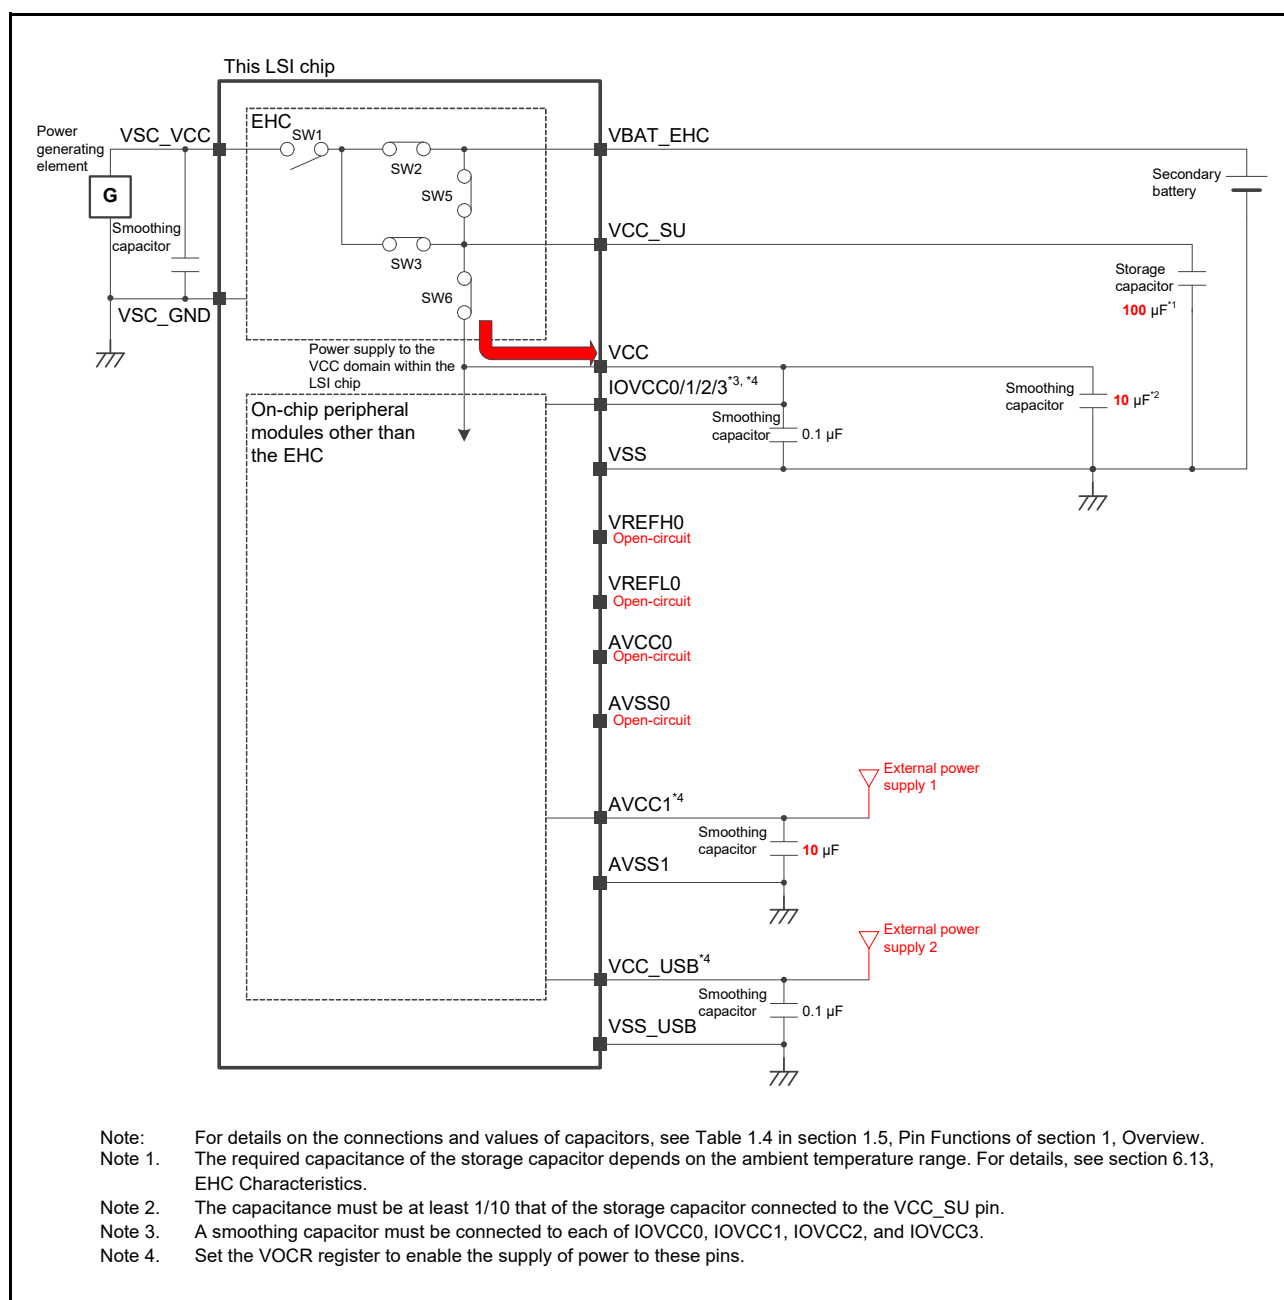 This LSI chip
EHC
SW1
Power
generating
element
VSC_VCC
VBAT_EHC
SW2
Secondary
battery
G
SW5
Smoothing
capacitor
VCC_SU
SW3
Storage
capacitor
100 µF*1
SW6
VSC_GND
Power supply to the
VCC domain within the
LSI chip
VCC
IOVCC0/1/2/3*3, *4
Smoothing
capacitor
10 µF*2
On-chip peripheral
modules other than
the EHC
Smoothing
capacitor
0.1 µF
VSS
VREFH0
Open-circuit
VREFL0
Open-circuit
AVCC0
Open-circuit
AVSS0
Open-circuit
External power
supply 1
AVCC1*4
Smoothing
capacitor
10 µF
AVSS1
External power
supply 2
VCC_USB*4
Smoothing
capacitor
0.1 µF
VSS_USB
Note: For details on the connections and values of capacitors, see Table 1.4 in section 1.5, Pin Functions of section 1, Overview.
Note 1. The required capacitance of the storage capacitor depends on the ambient temperature range. For details, see section 6.13,
EHC Characteristics.
Note 2. The capacitance must be at least 1/10 that of the storage capacitor connected to the VCC_SU pin.
Note 3. A smoothing capacitor must be connected to each of IOVCC0, IOVCC1, IOVCC2, and IOVCC3.
Note 4. Set the VOCR register to enable the supply of power to these pins.